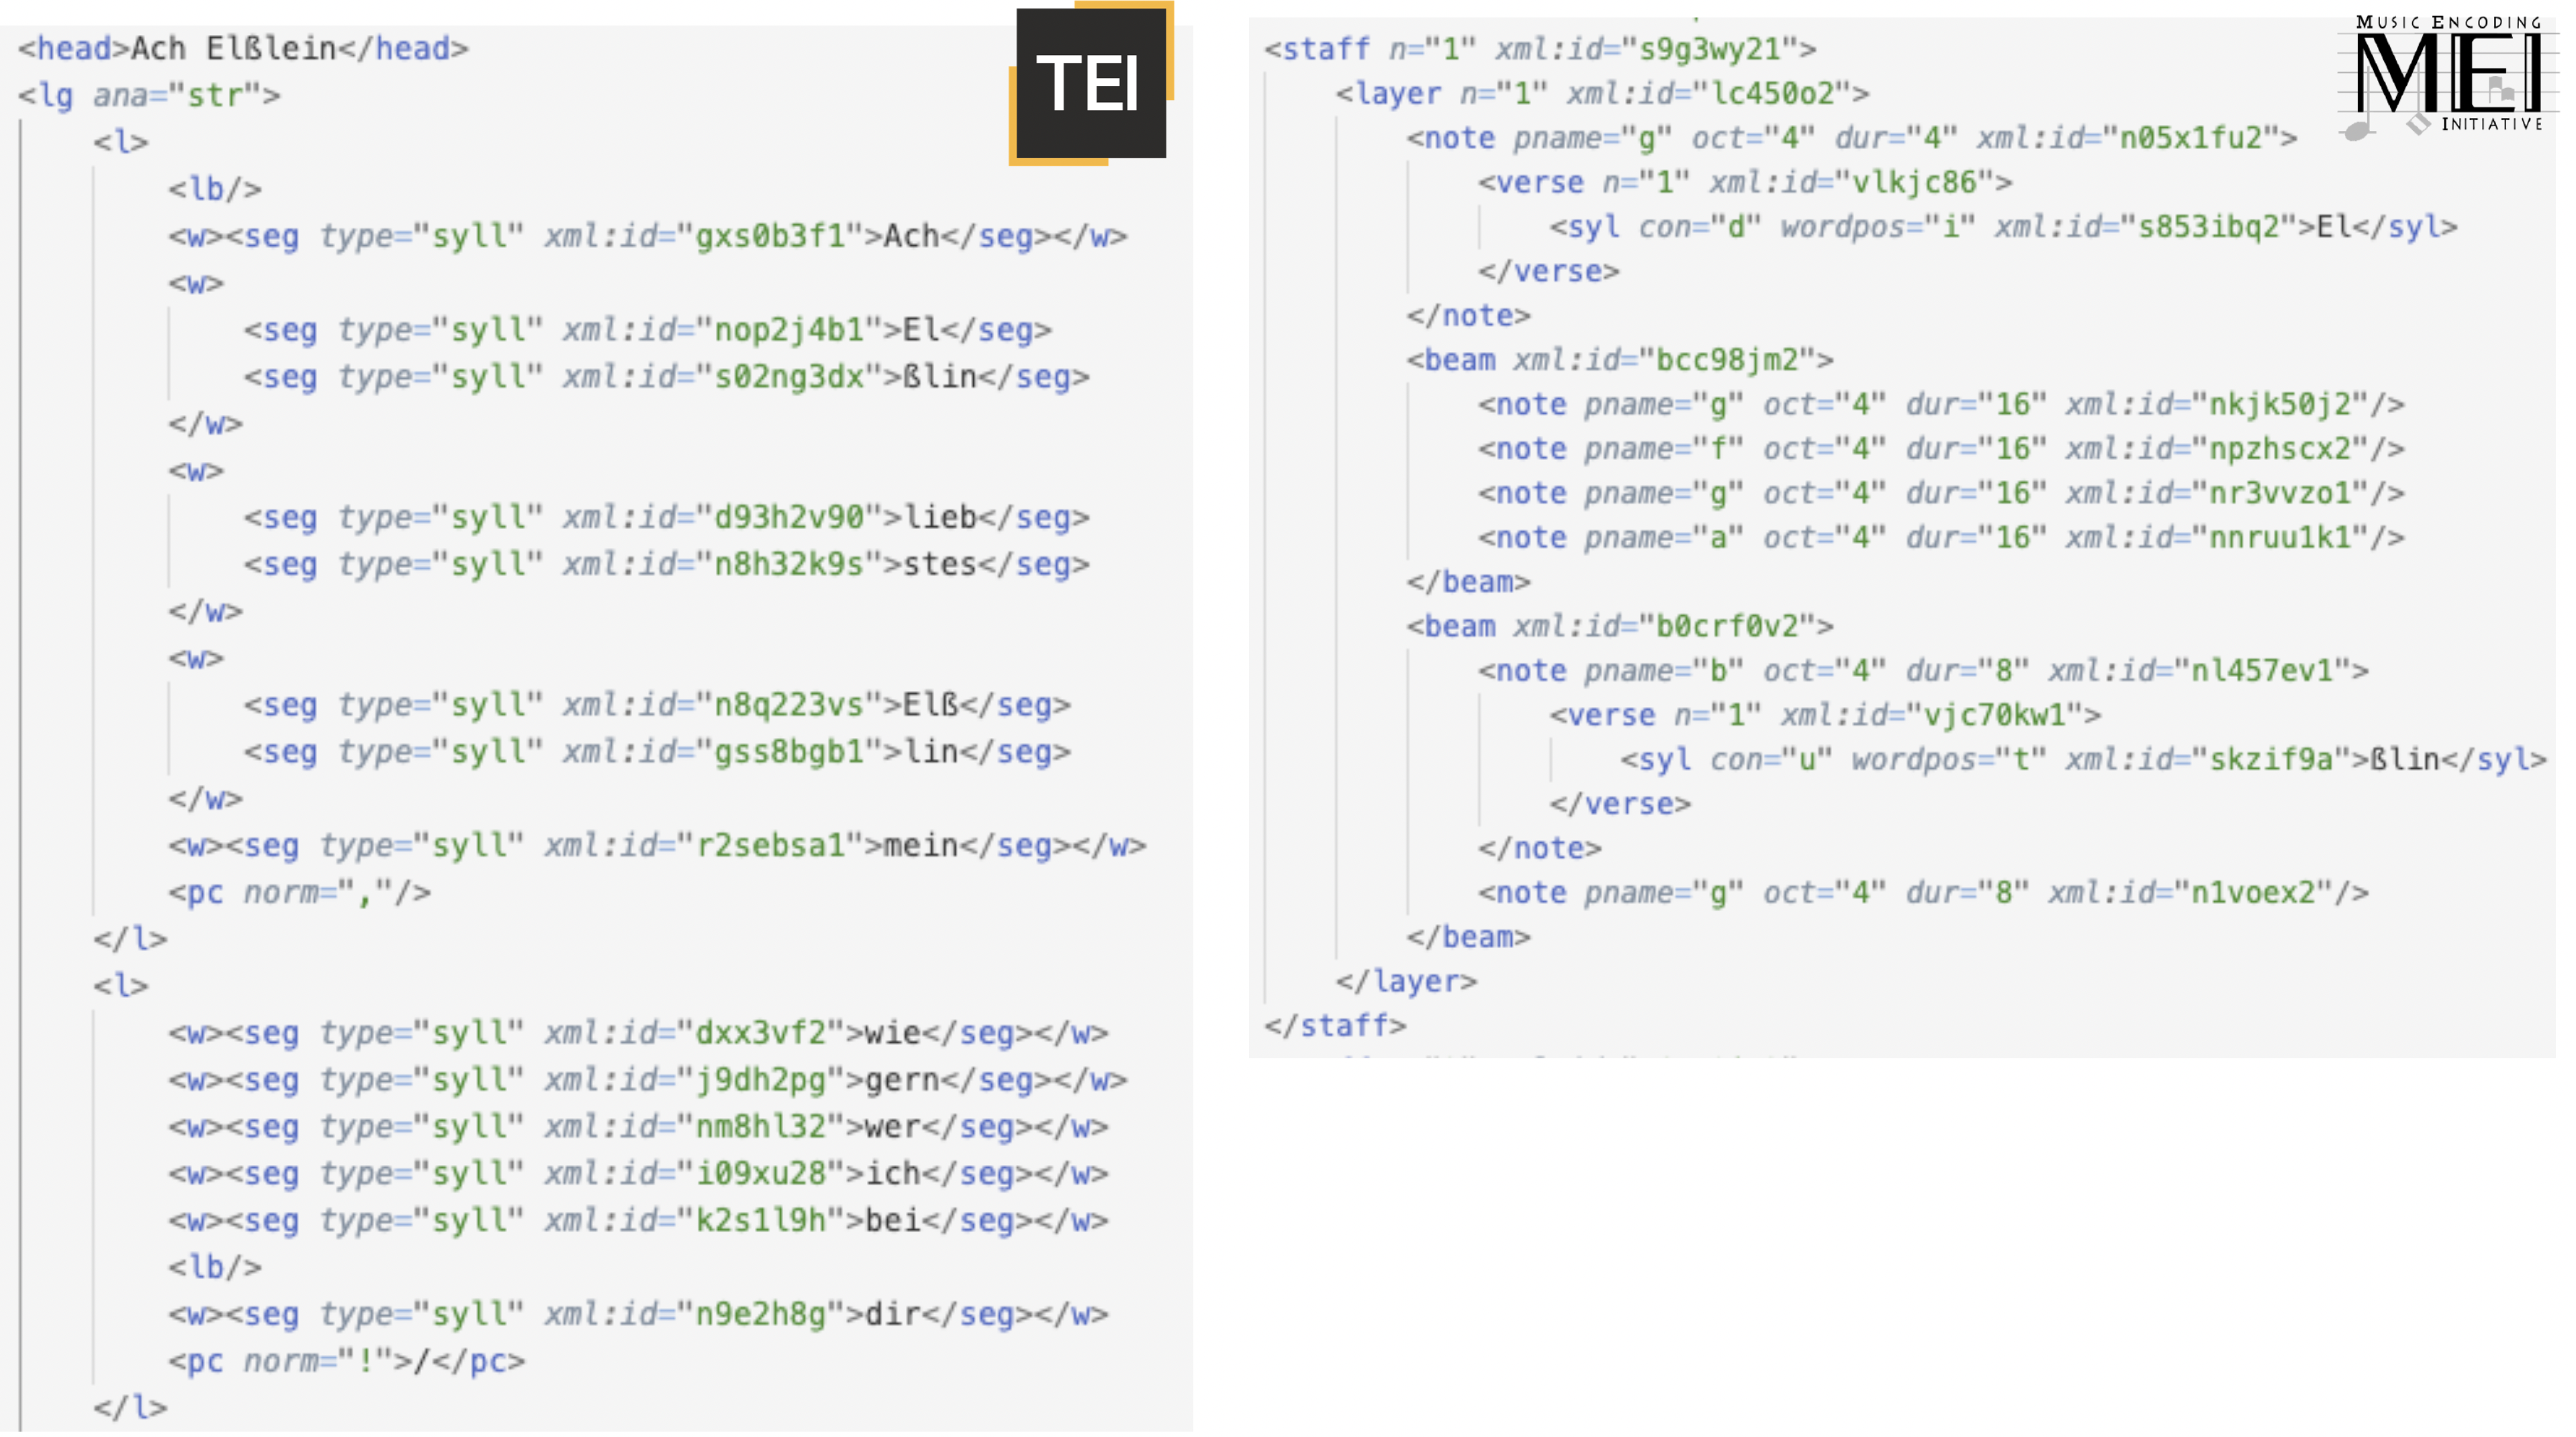 <head>Ach Elßlein</head>
<lg ana="str">
<l>
<lb/>
<w><seg type="syll" xml:id="gxs0b3f1">Ach</seg></w>
<w>
<seg type="syll" xml:id="nop2j4b1">El</seg>
<seg type="syll" xml:id="s02ng3dx">ßlin</seg>
</w>
<w>
<seg type="syll" xml:id="d93h2v90">lieb</seg>
<seg type="syll" xml:id="n8h32k9s">stes</seg>
</w>
<w>
<seg type="syll" xml:id="n8q223vs">Elß</seg>
<seg type="syll" xml:id="gss8bgb1">lin</seg>
</w>
<w><seg type="syll" xml:id="r2sebsa1">mein</seg></w>
<pc norm=","/>
</l>
<l>
<w><seg type="syll" xml:id="dxx3vf2">wie</seg></w>
<w><seg type="syll" xml:id="j9dh2pg">gern</seg></w>
<w><seg type="syll" xml:id="nm8hl32">wer</seg></w>
<w><seg type="syll" xml:id="i09xu28">ich</seg></w>
<w><seg type="syll" xml:id="k2s1l9h">bei</seg></w>
<lb/>
<w><seg type="syll" xml:id="n9e2h8g">dir</seg></w>
<pc norm="!">/</pc>
</l>
TEI
<staff n="1" xml:id="s9g3wy21">
<layer n="1" xml:id="lc450o2">
<note pname="g" oct="4" dur="4" xml:id="n05x1fu2">
<verse n="1" xml:id="vlkjc86">
<syl con="d" wordpos="i" xml:id="s853ibq2">El</syl>
</verse>
</note>
<beam xml:id="bcc98jm2">
<note pname="g" oct="4" dur="16" xml:id="nkjk50j2"/>
<note pname="f" oct="4" dur="16" xml:id="npzhscx2"/>
<note pname="g" oct="4" dur="16" xml:id="nr3vvzo1"/>
<note pname="a" oct="4" dur="16" xml:id="nnruu1k1"/>
</beam>
<beam xml:id="b0crf0v2">
<note pname="b" oct="4" dur="8" xml:id="nl457ev1">
<verse n="1" xml:id="vjc70kw1">
<syl con="u" wordpos="t" xml:id="skzif9a">ßlin</syl>
</verse>
</note>
<note pname="g" oct="4" dur="8" xml:id="n1voex2"/>
</beam>
</layer>
</staff>
MUSIC ENCODING
MEI
INITIATIVE